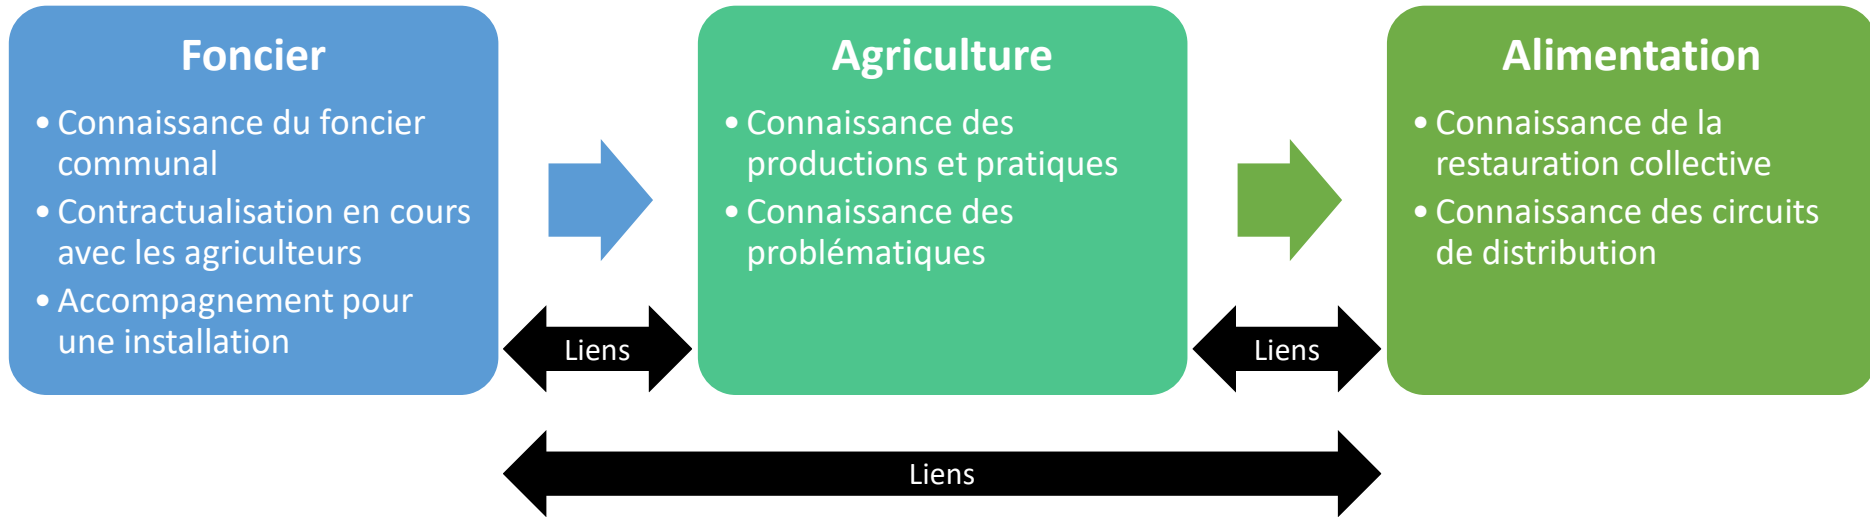 Foncier
• Connaissance du foncier
communal
• Contractualisation en cours
avec les agriculteurs
• Accompagnement pour
une installation
Liens
Agriculture
• Connaissance des
productions et pratiques
• Connaissance des
problématiques
Liens
Alimentation
• Connaissance de la
restauration collective
• Connaissance des circuits
de distribution
Liens